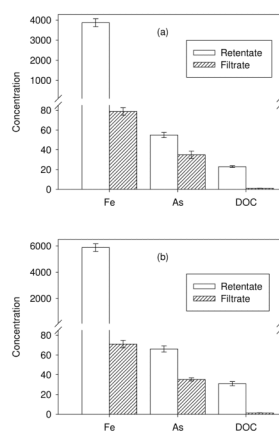 4000
(a)
3000
Retentate
2000
Filtrate
1000
80
60
40
20
0
Concentration
Fe As DOC
6000
(b)
4000
Retentate
Filtrate
2000
80
60
40
20
0
Concentration
Fe As DOC